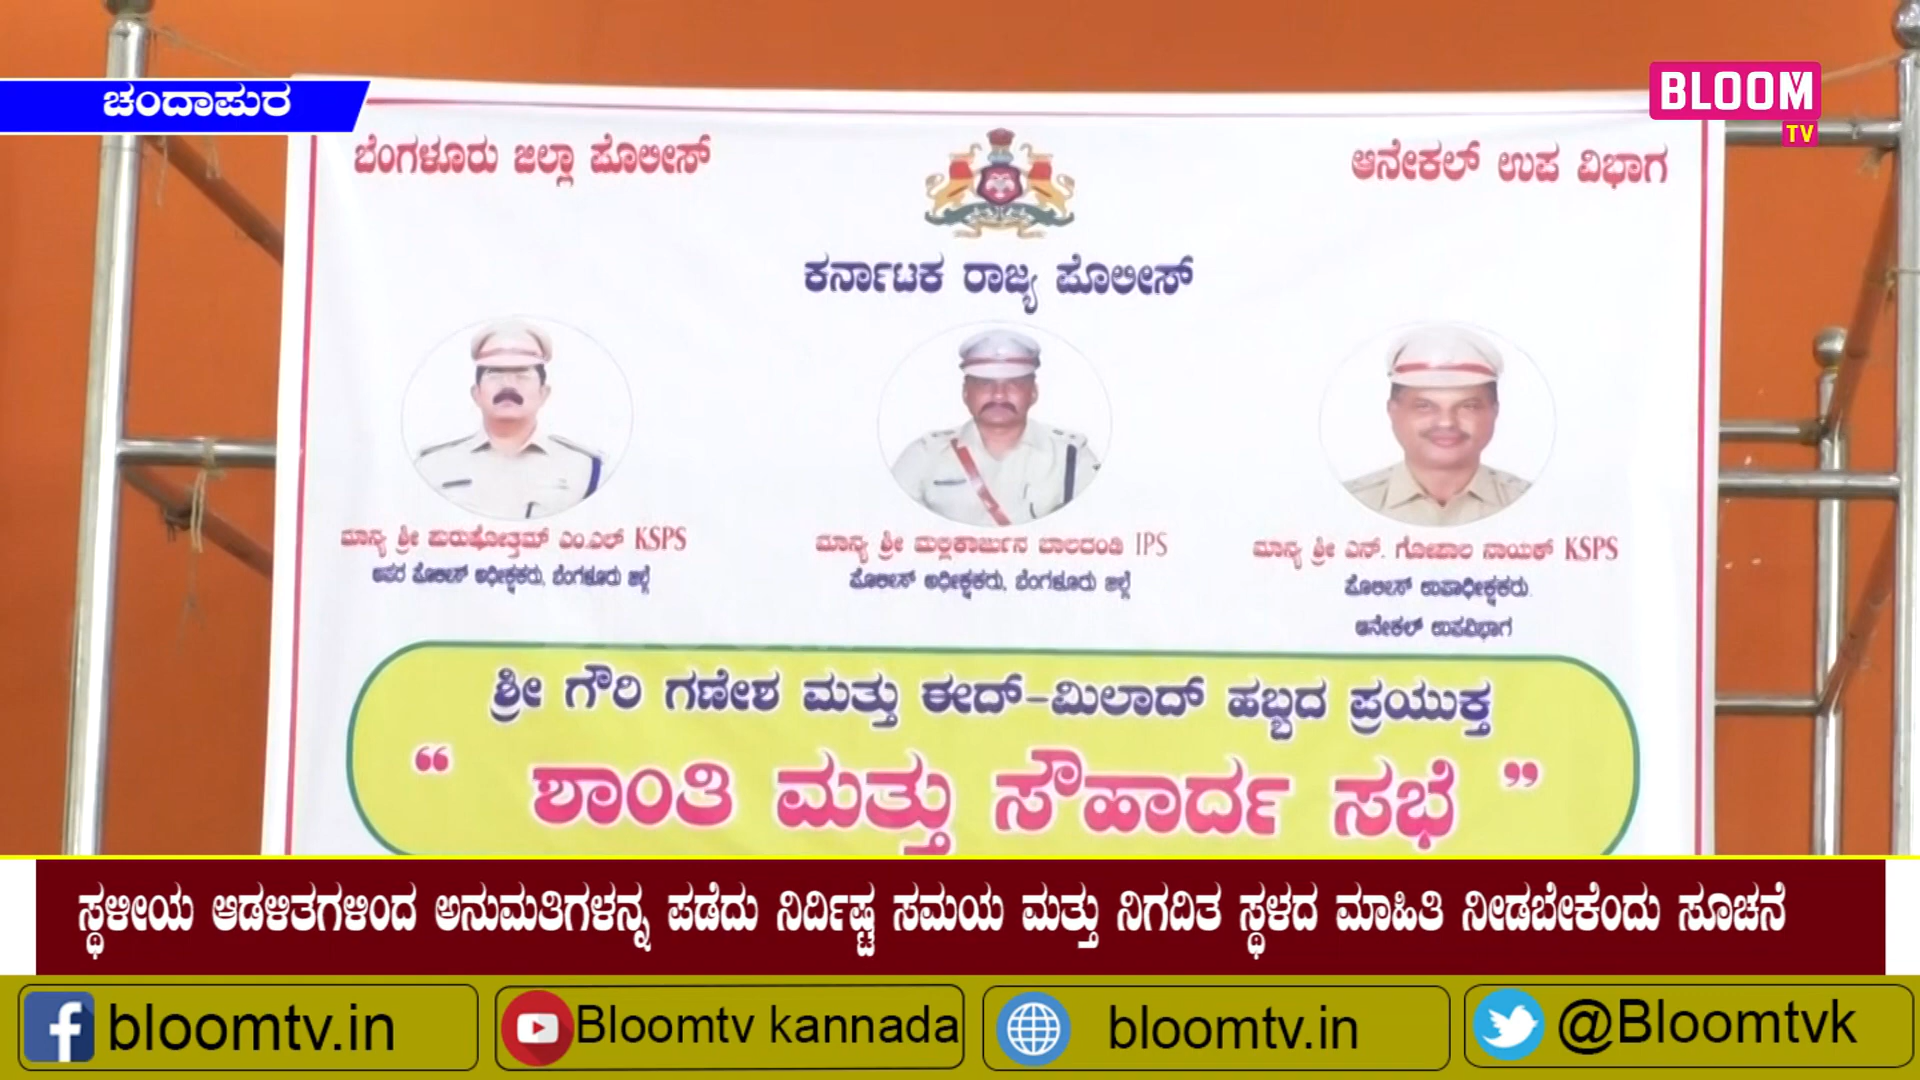 ಚಂದಾಪುರ
BLOOM
TV
ಬೆಂಗಳೂರು ಜಿಲ್ಲಾ ಪೊಲೀಸ್
ಆನೇಕಲ್ ಉಪ ವಿಭಾಗ
ಕರ್ನಾಟಕ ರಾಜ್ಯ ಪೊಲೀಸ್
ಮಾನ್ಯ ಶ್ರೀ ಪುರುಷೋತ್ತಮ್ ಎಂ.ಎಲ್ KSPS
ಅಪರ ಪೊಲೀಸ್ ಅಧೀಕ್ಷಕರು, ಬೆಂಗಳೂರು ಜಿಲ್ಲೆ
ಮಾನ್ಯ ಶ್ರೀ ಮಲ್ಲಿಕಾರ್ಜುನ ಬಾಲದಂಡಿ IPS
ಪೊಲೀಸ್ ಅಧೀಕ್ಷಕರು, ಬೆಂಗಳೂರು ಜಿಲ್ಲೆ
ಮಾನ್ಯ ಶ್ರೀ ಎನ್. ಗೋಪಾಲ ನಾಯಕ್ KSPS
ಪೊಲೀಸ್ ಉಪಾಧೀಕ್ಷಕರು.
ಆನೇಕಲ್ ಉಪವಿಭಾಗ
ಶ್ರೀ ಗೌರಿ ಗಣೇಶ ಮತ್ತು ಈದ್-ಮಿಲಾದ್ ಹಬ್ಬದ ಪ್ರಯುಕ್ತ
“ ಶಾಂತಿ ಮತ್ತು ಸೌಹಾರ್ದ ಸಭೆ ”
ಸ್ಥಳೀಯ ಆಡಳಿತಗಳಿಂದ ಅನುಮತಿಗಳನ್ನ ಪಡೆದು ನಿರ್ದಿಷ್ಟ ಸಮಯ ಮತ್ತು ನಿಗದಿತ ಸ್ಥಳದ ಮಾಹಿತಿ ನೀಡಬೇಕೆಂದು ಸೂಚನೆ
bloomtv.in
Bloomtv kannada
bloomtv.in
@Bloomtvk